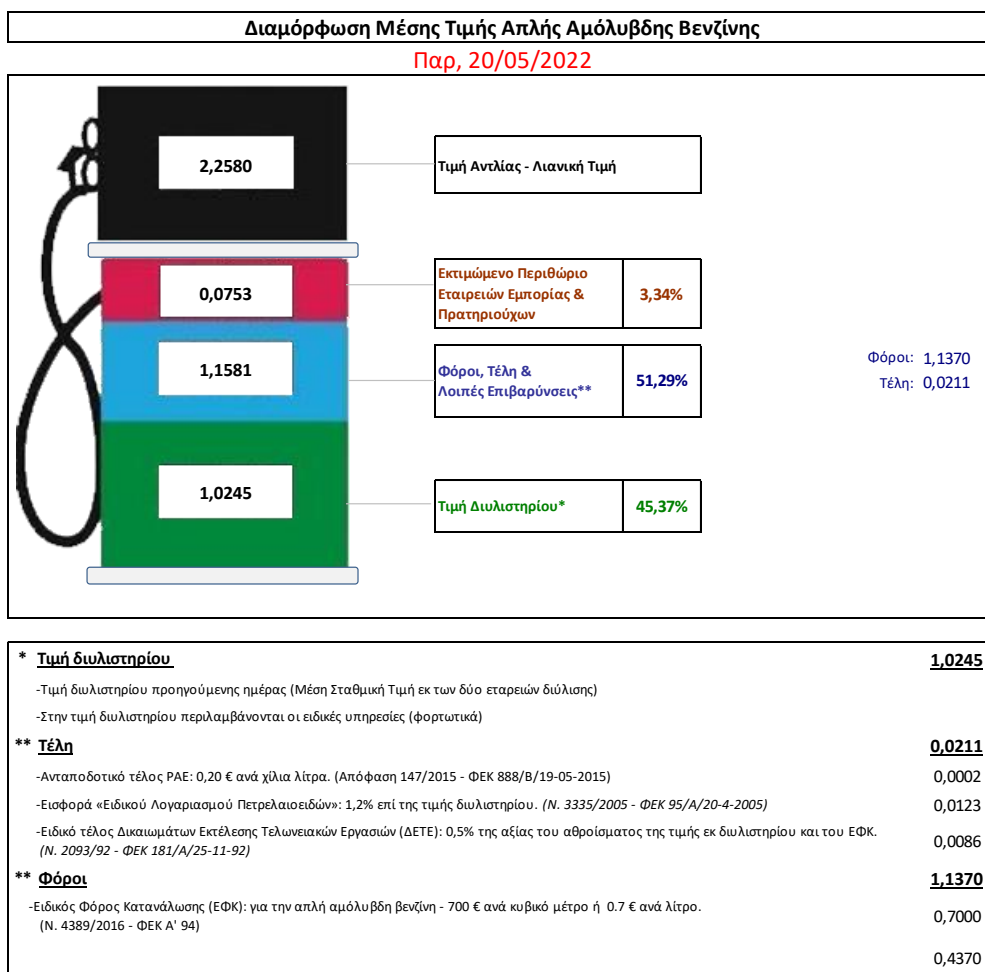 Διαμόρφωση Μέσης Τιμής Απλής Αμόλυβδης Βενζίνης
Παρ, 20/05/2022
2,2580
Τιμή Αντλίας - Λιανική Τιμή
0,0753
Εκτιμώμενο Περιθώριο
Εταιρειών Εμπορίας &
Πρατηριούχων
3,34%
1,1581
Φόροι, Τέλη &
Λοιπές Επιβαρύνσεις**
51,29%
Φόροι: 1,1370
Τέλη: 0,0211
1,0245
Τιμή Διυλιστηρίου*
45,37%
* Τιμή διυλιστηρίου 1,0245
-Τιμή διυλιστηρίου προηγούμενης ημέρας (Μέση Σταθμική Τιμή εκ των δύο εταρειών διύλισης)
-Στην τιμή διυλιστηρίου περιλαμβάνονται οι ειδικές υπηρεσίες (φορτωτικά)
** Τέλη 0,0211
-Ανταποδοτικό τέλος ΡΑΕ: 0,20 € ανά χίλια λίτρα. (Απόφαση 147/2015 - ΦΕΚ 888/Β/19-05-2015) 0,0002
-Εισφορά «Ειδικού Λογαριασμού Πετρελαιοειδών»: 1,2% επί της τιμής διυλιστηρίου. (Ν. 3335/2005 - ΦΕΚ 95/Α/20-4-2005) 0,0123
-Ειδικό τέλος Δικαιωμάτων Εκτέλεσης Τελωνειακών Εργασιών (ΔΕΤΕ): 0,5% της αξίας του αθροίσματος της τιμής εκ διυλιστηρίου και του ΕΦΚ.
(Ν. 2093/92 - ΦΕΚ 181/Α/25-11-92) 0,0086
** Φόροι 1,1370
-Ειδικός Φόρος Κατανάλωσης (ΕΦΚ): για την απλή αμόλυβδη βενζίνη - 700 € ανά κυβικό μέτρο ή 0.7 € ανά λίτρο.
(Ν. 4389/2016 - ΦΕΚ Α' 94) 0,7000
0,4370